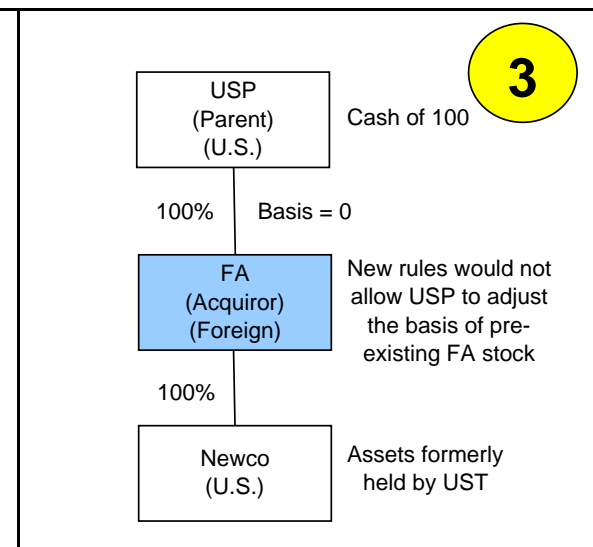 3
USP
(Parent)
(U.S.)
Cash of 100
100%
Basis = 0
FA
(Acquiror)
(Foreign)
New rules would not
allow USP to adjust
the basis of pre-
existing FA stock
100%
Newco
(U.S.)
Assets formerly
held by UST